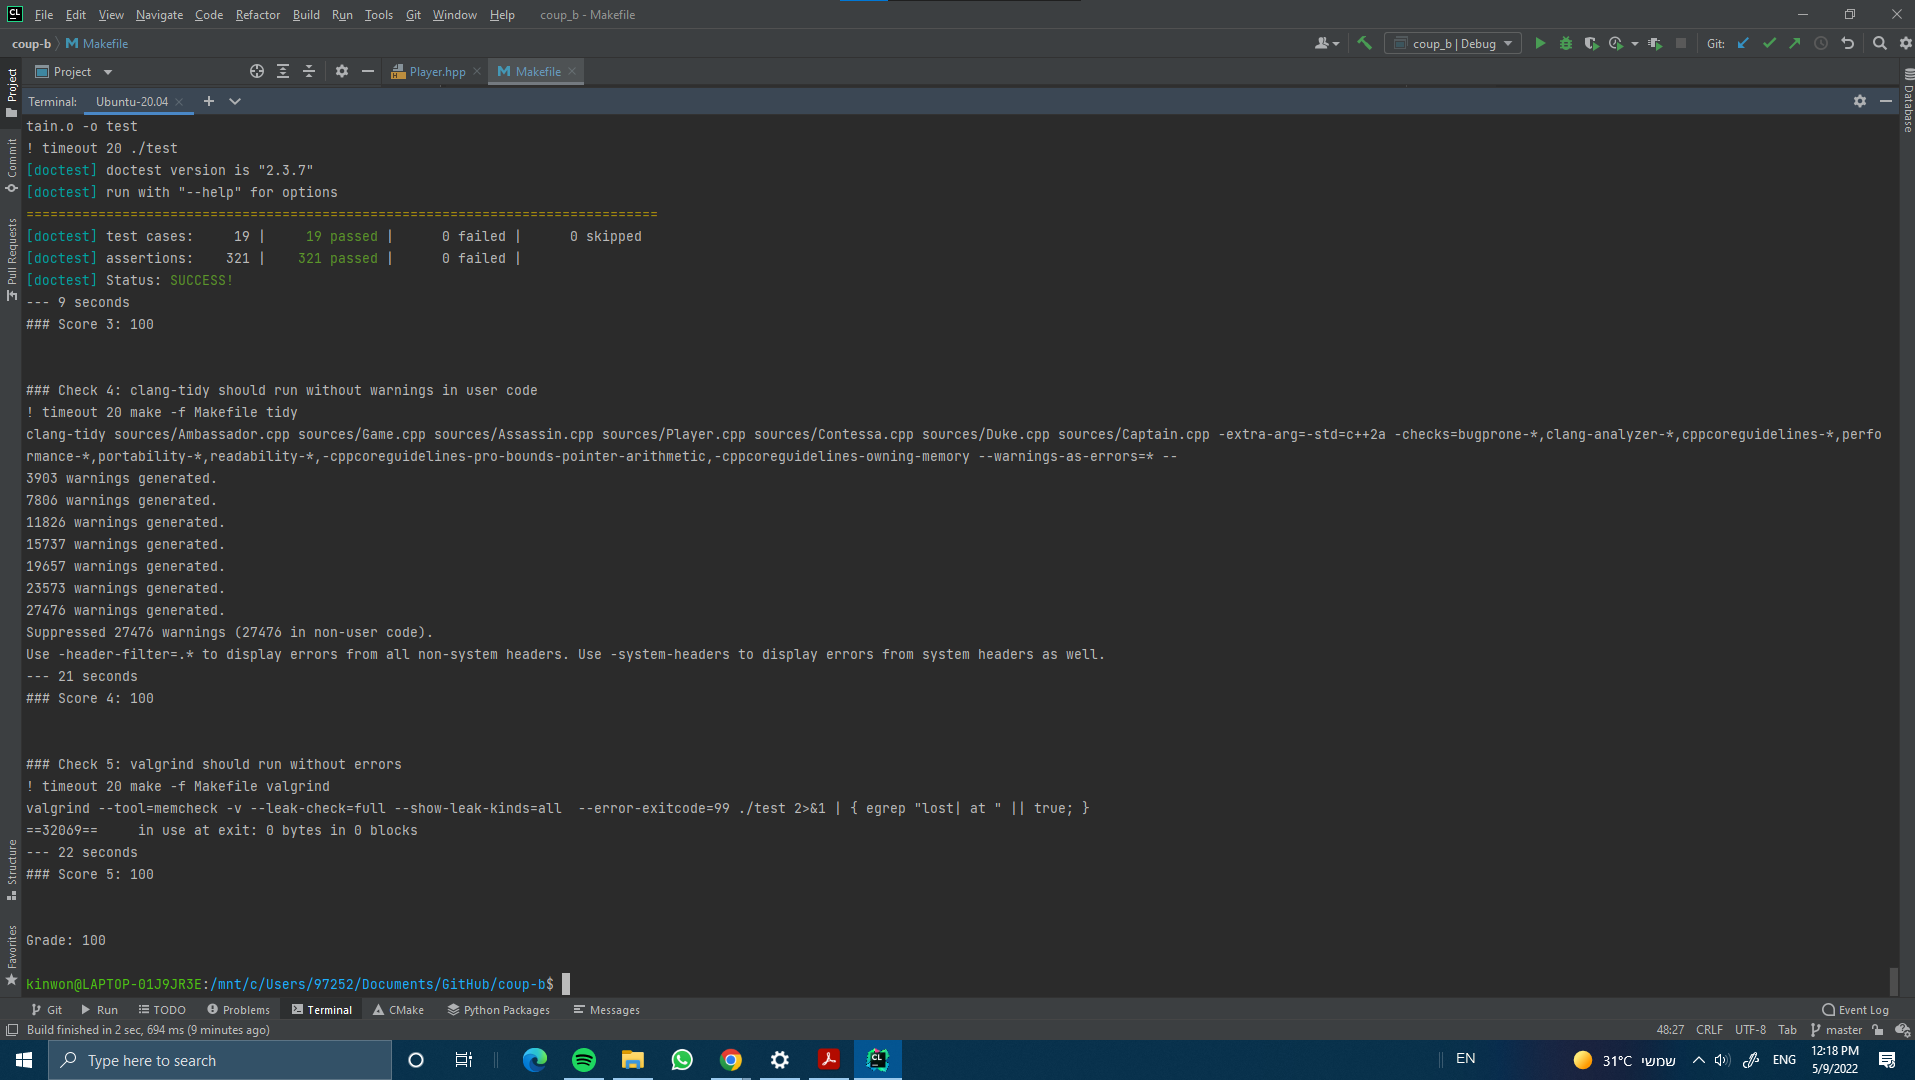 CL File Edit View Navigate Code Refactor Build Run Tools Git Window Help coup_b - Makefile
coup-b Makefile coup_b | Debug Git:
Project Player.hpp Makefile
Terminal: Ubuntu-20.04
tain.o -o test
! timeout 20 ./test
[doctest] doctest version is "2.3.7"
[doctest] run with "--help" for options
===============================================================================
[doctest] test cases:     19 |     19 passed |      0 failed |      0 skipped
[doctest] assertions:    321 |    321 passed |      0 failed |
[doctest] Status: SUCCESS!
--- 9 seconds
### Score 3: 100
### Check 4: clang-tidy should run without warnings in user code
! timeout 20 make -f Makefile tidy
clang-tidy sources/Ambassador.cpp sources/Game.cpp sources/Assassin.cpp sources/Player.cpp sources/Contessa.cpp sources/Duke.cpp sources/Captain.cpp -extra-arg=-std=c++2a -checks=bugprone-*,clang-analyzer-*,cppcoreguidelines-*,perfo
rmance-*,portability-*,readability-*,-cppcoreguidelines-pro-bounds-pointer-arithmetic,-cppcoreguidelines-owning-memory --warnings-as-errors=* --
3903 warnings generated.
7806 warnings generated.
11826 warnings generated.
15737 warnings generated.
19657 warnings generated.
23573 warnings generated.
27476 warnings generated.
Suppressed 27476 warnings (27476 in non-user code).
Use -header-filter=.* to display errors from all non-system headers. Use -system-headers to display errors from system headers as well.
--- 21 seconds
### Score 4: 100
### Check 5: valgrind should run without errors
! timeout 20 make -f Makefile valgrind
valgrind --tool=memcheck -v --leak-check=full --show-leak-kinds=all  --error-exitcode=99 ./test 2>&1 | { egrep "lost| at " || true; }
==32069==     in use at exit: 0 bytes in 0 blocks
--- 22 seconds
### Score 5: 100
Grade: 100
kinwon@LAPTOP-01J9JR3E:/mnt/c/Users/97252/Documents/GitHub/coup-b$
Project
Commit
Pull Requests
Structure
Favorites
Database
Git Run TODO Problems Terminal CMake Python Packages Messages Event Log
Build finished in 2 sec, 694 ms (9 minutes ago) 48:27 CRLF UTF-8 Tab master
Type here to search EN 31°C שמשי ENG 12:18 PM
5/9/2022